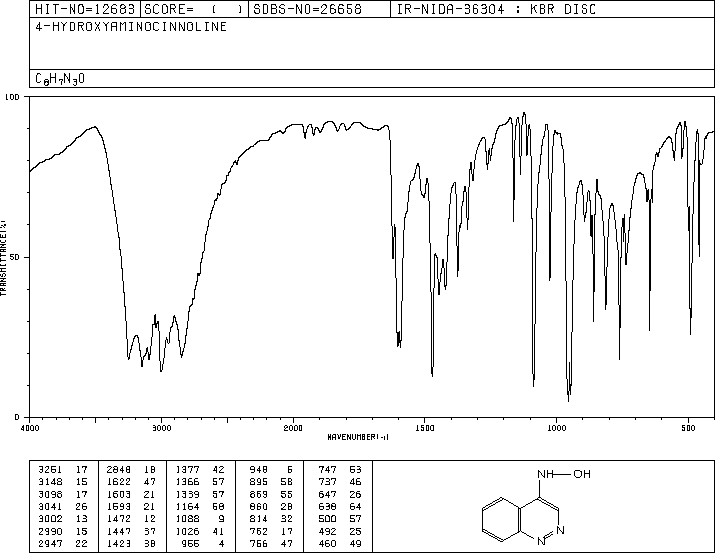 HIT-NO=12683 SCORE= ( ) SDBS-NO=26658 IR-NIDA-36304 : KBR DISC
4-HYDROXYAMINOCINNOLINE
C8H7N3O
100
50
0
TRANSMITTANCE(%)
4000 3000 2000 1500 1000 500
WAVENUMBER(-1)
3261 17 2848 18 1377 42 948 6 747 53
3148 15 1622 47 1366 57 895 58 737 46
3098 17 1603 21 1339 57 869 55 647 26
3041 26 1593 21 1164 58 860 28 638 64
3002 13 1472 12 1088 9 814 32 500 57
2990 15 1447 37 1026 41 762 17 492 25
2947 22 1423 38 955 4 756 47 460 49
NH OH
N
N